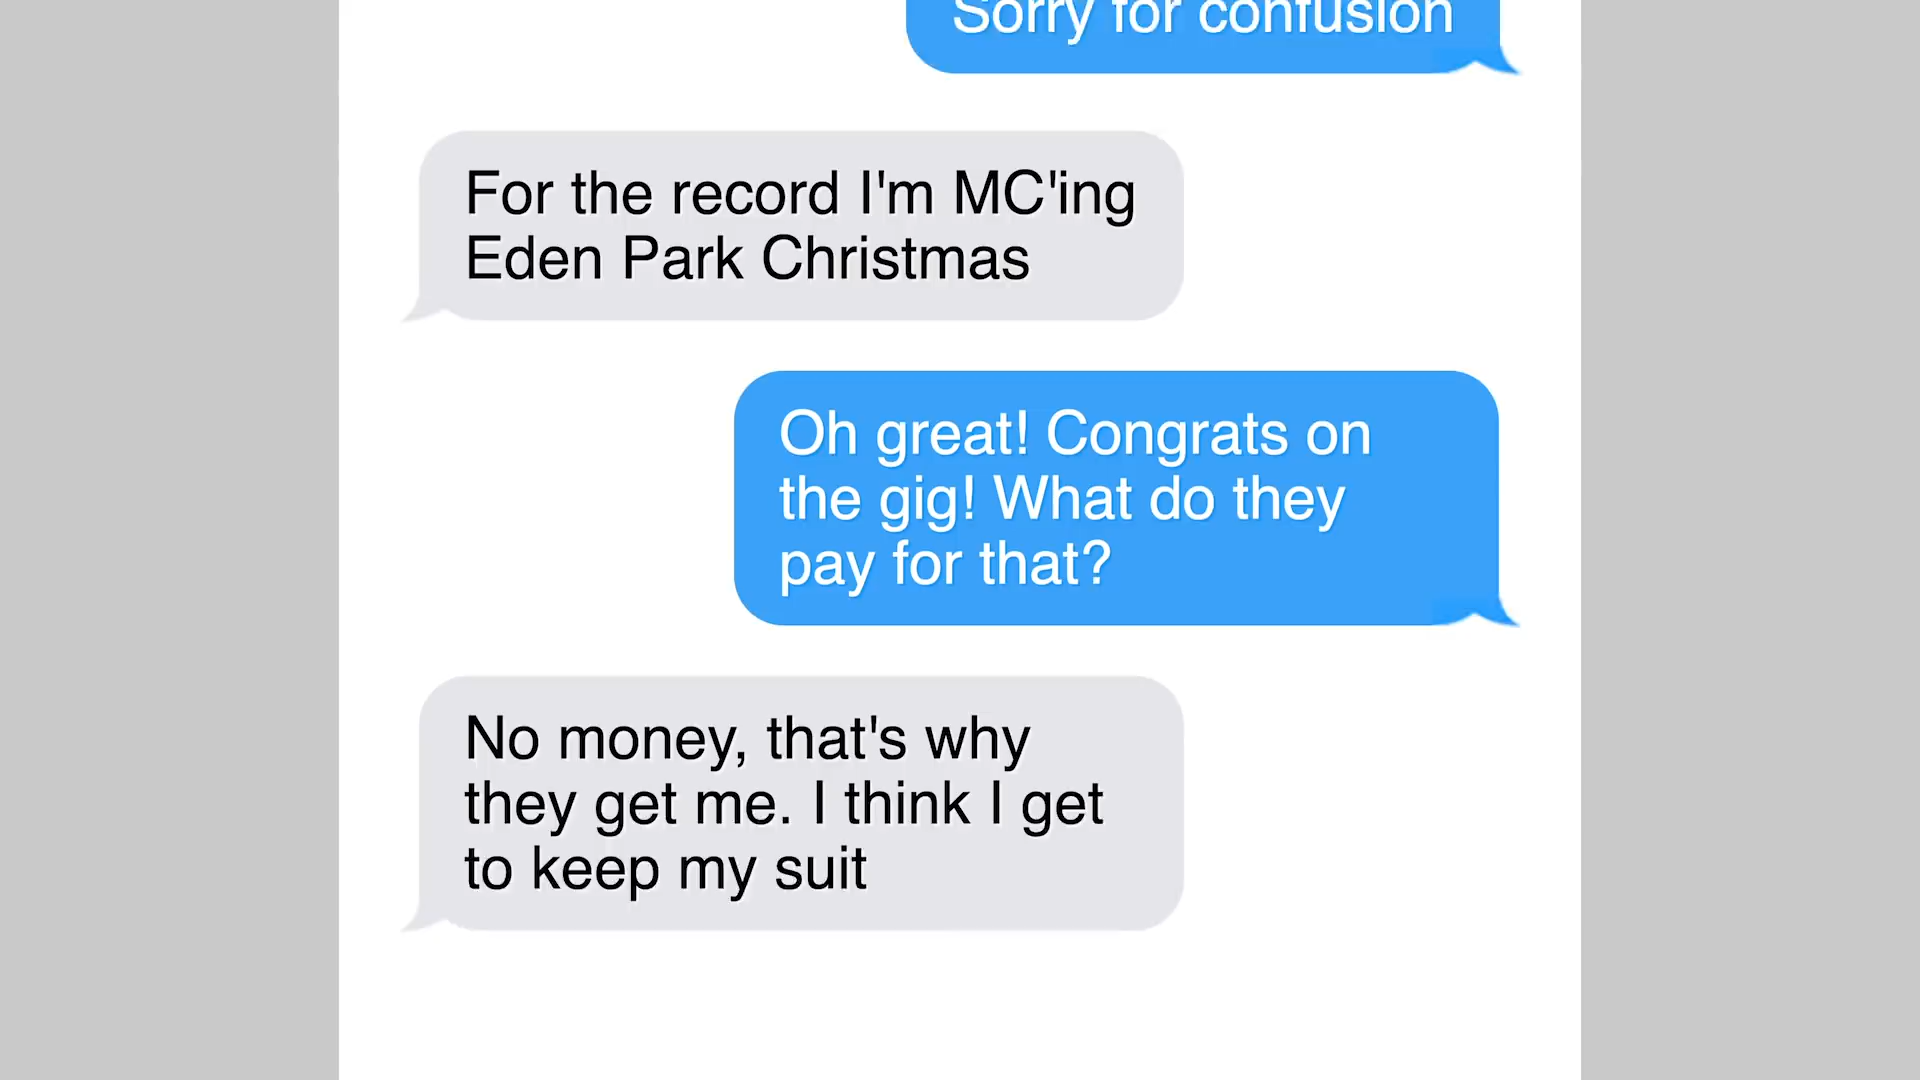 Sorry for confusion
For the record I'm MC'ing
Eden Park Christmas
Oh great! Congrats on
the gig! What do they
pay for that?
No money, that's why
they get me. I think I get
to keep my suit